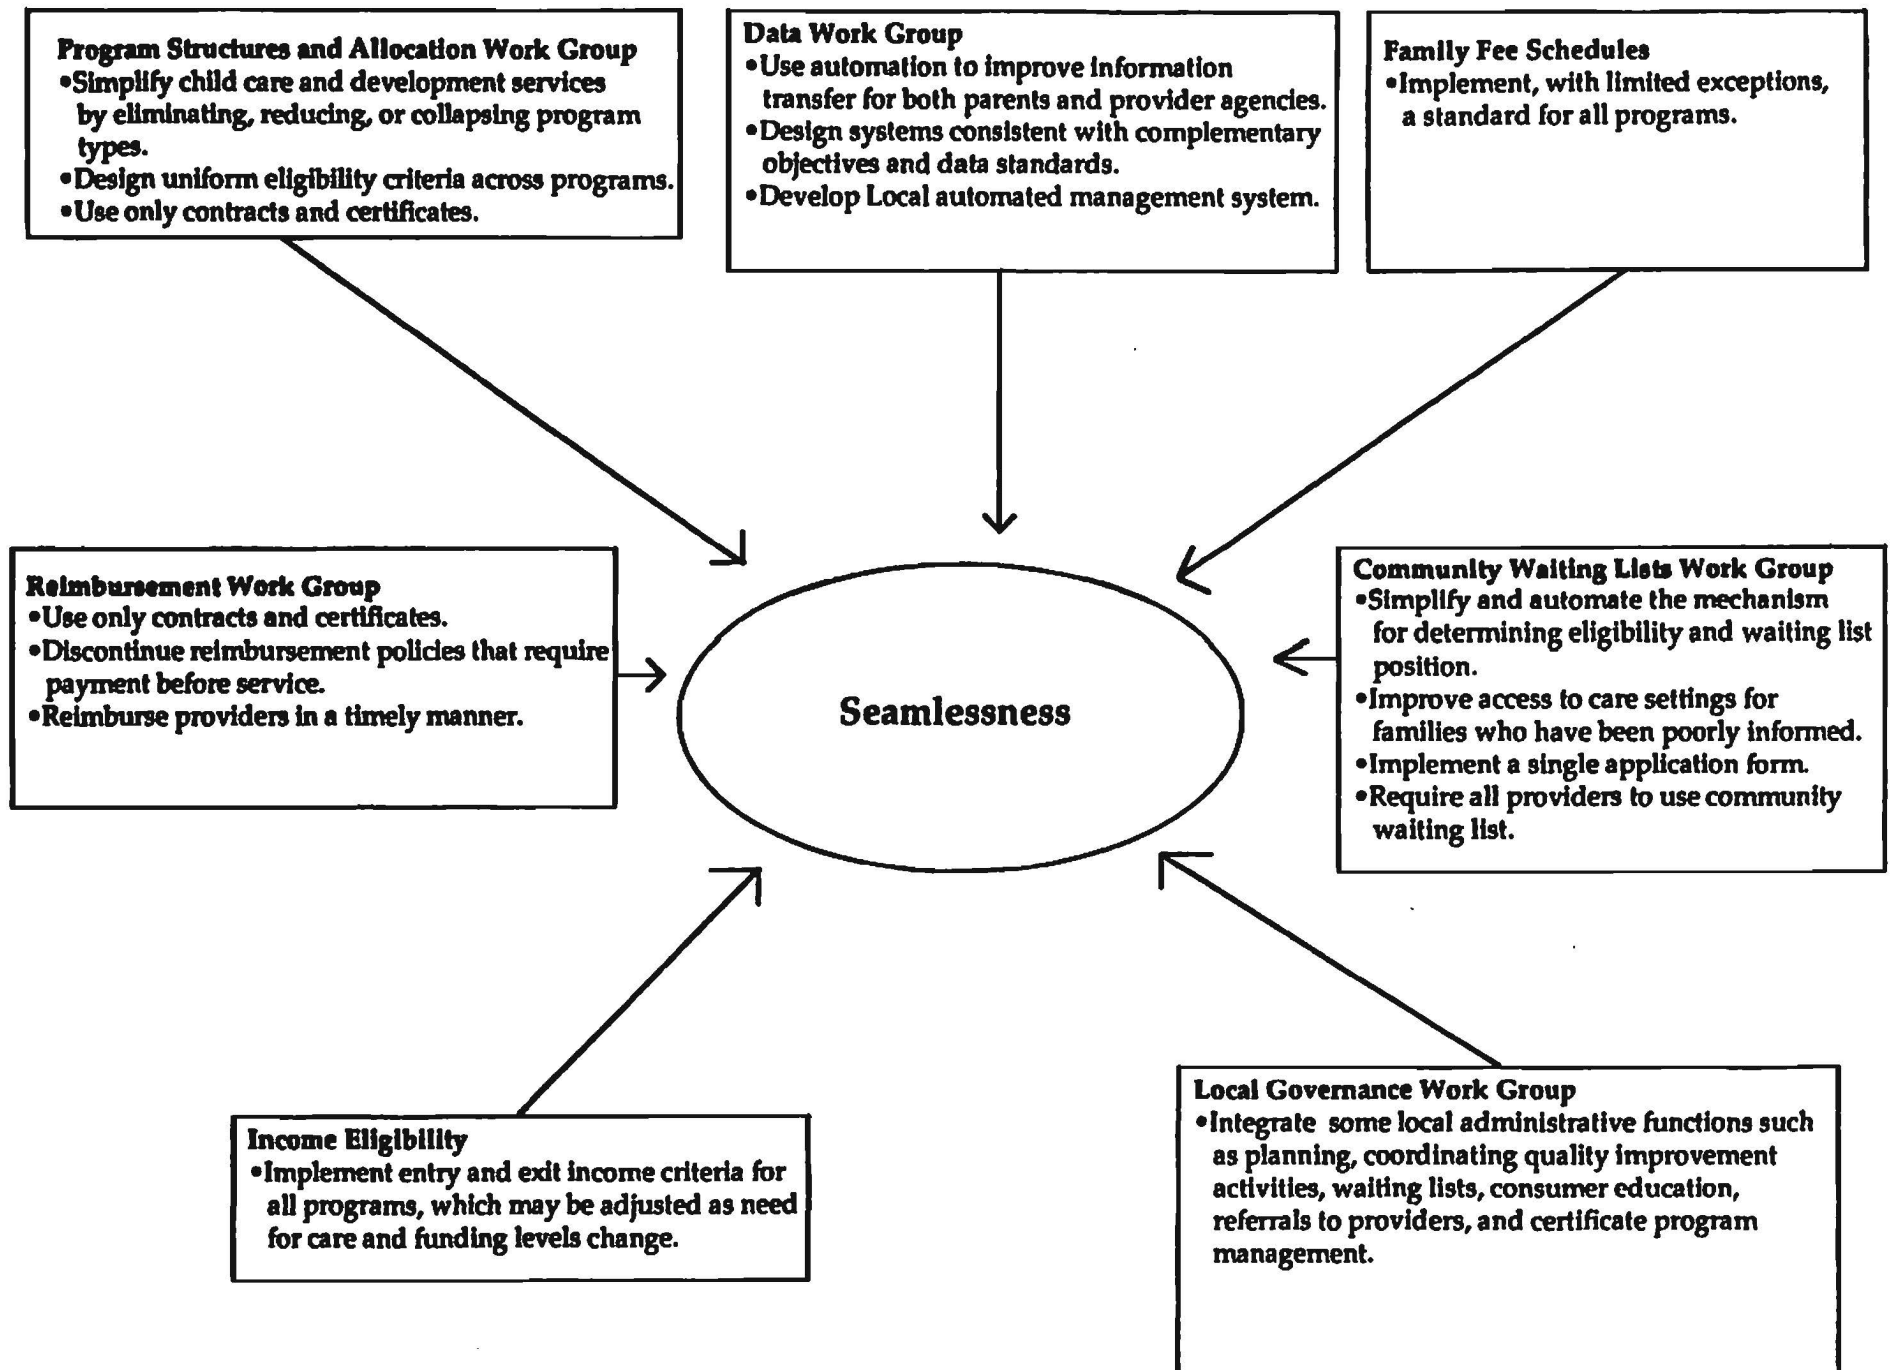 Program Structures and Allocation Work Group
•Simplify child care and development services
by eliminating, reducing, or collapsing program
types.
•Design uniform eligibility criteria across programs.
•Use only contracts and certificates.
Data Work Group
•Use automation to improve information
transfer for both parents and provider agencies.
•Design systems consistent with complementary
objectives and data standards.
•Develop Local automated management system.
Family Fee Schedules
•Implement, with limited exceptions,
a standard for all programs.
Reimbursement Work Group
•Use only contracts and certificates.
•Discontinue reimbursement policies that require
payment before service.
•Reimburse providers in a timely manner.
Seamlessness
Community Waiting Lists Work Group
•Simplify and automate the mechanism
for determining eligibility and waiting list
position.
•Improve access to care settings for
families who have been poorly informed.
•Implement a single application form.
•Require all providers to use community
waiting list.
Income Eligibility
•Implement entry and exit income criteria for
all programs, which may be adjusted as need
for care and funding levels change.
Local Governance Work Group
•Integrate some local administrative functions such
as planning, coordinating quality improvement
activities, waiting lists, consumer education,
referrals to providers, and certificate program
management.